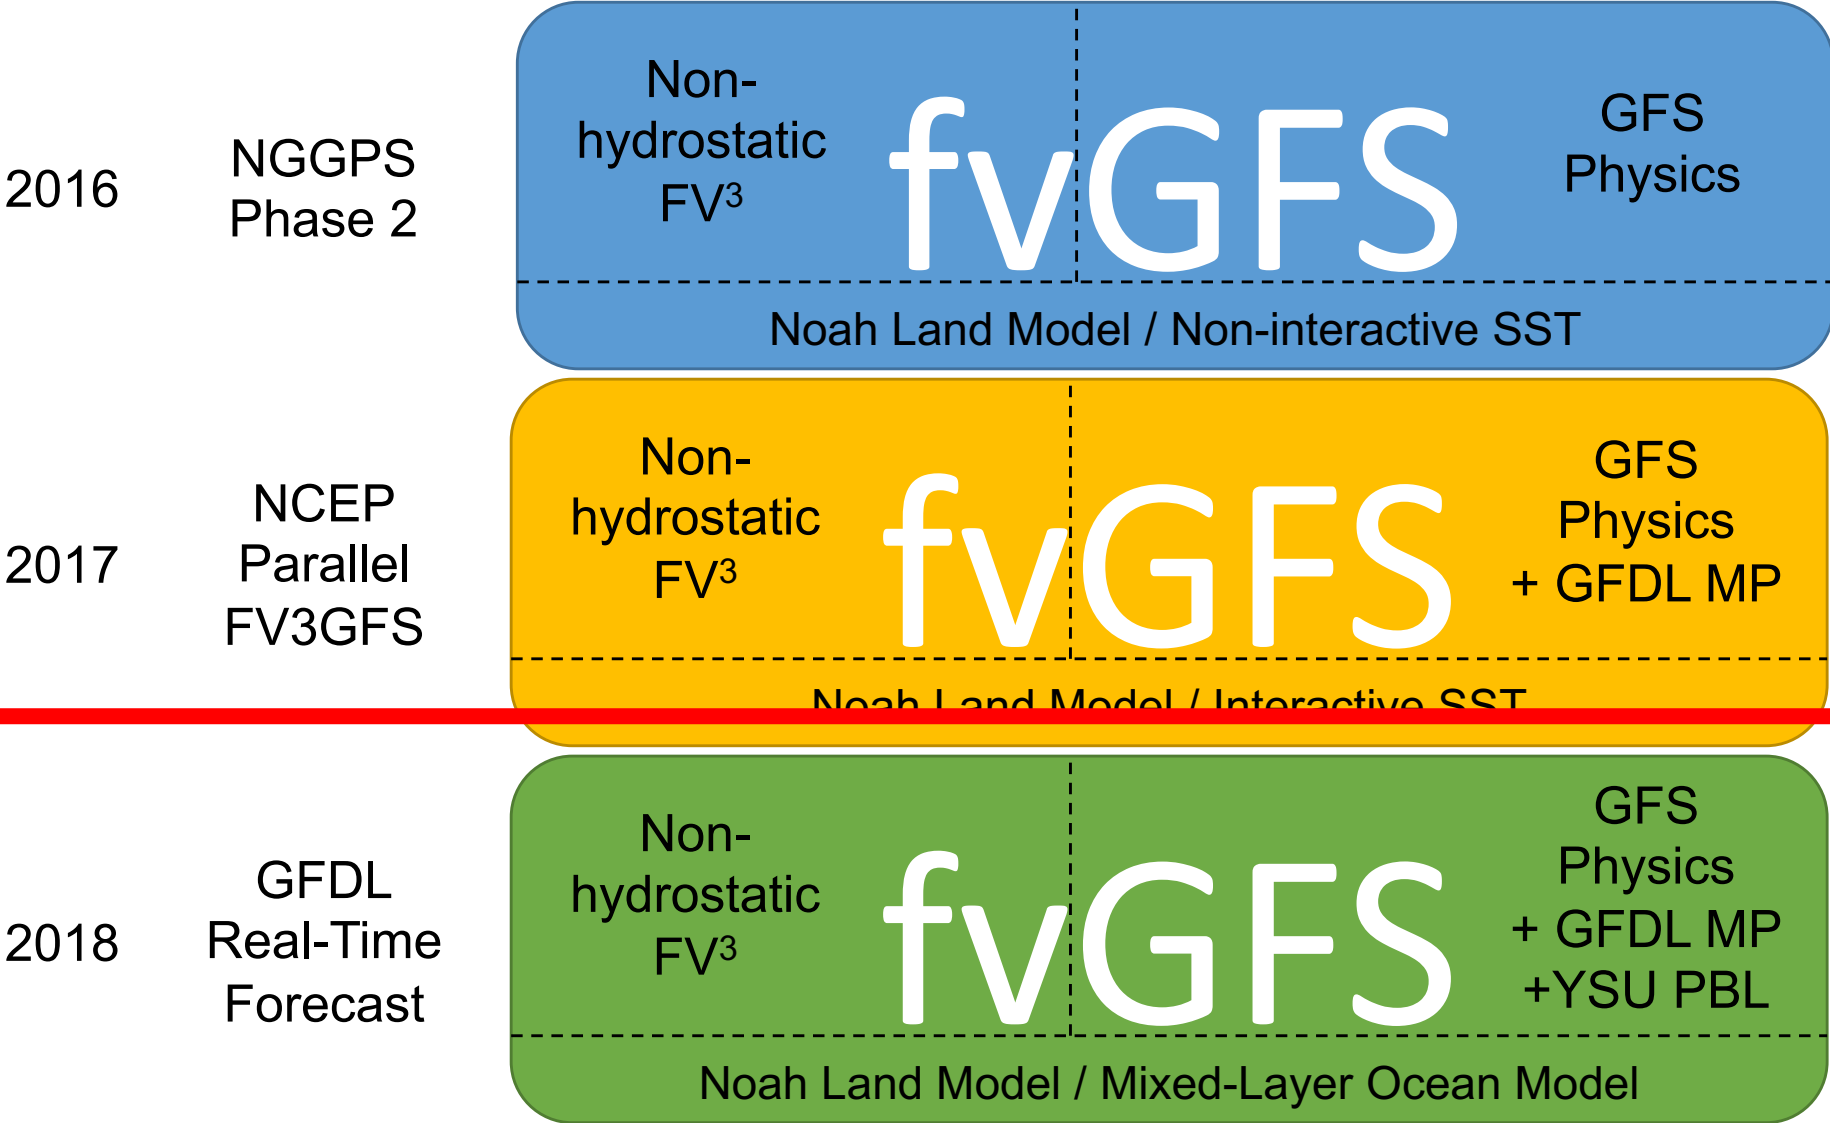 2016
NGGPS
Phase 2
Non-
hydrostatic
FV³
fvGFS
GFS
Physics
Noah Land Model / Non-interactive SST
2017
NCEP
Parallel
FV3GFS
Non-
hydrostatic
FV³
fvGFS
GFS
Physics
+ GFDL MP
Noah Land Model / Interactive SST
2018
GFDL
Real-Time
Forecast
Non-
hydrostatic
FV³
fvGFS
GFS
Physics
+ GFDL MP
+YSU PBL
Noah Land Model / Mixed-Layer Ocean Model